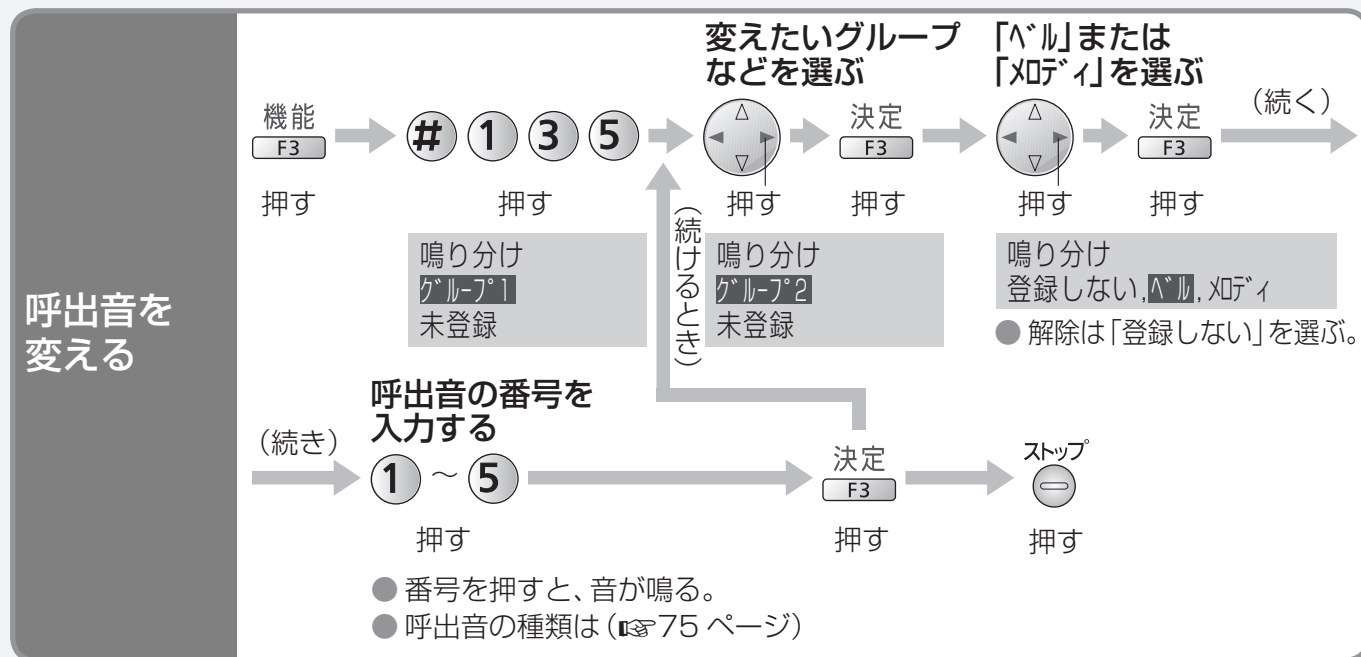 呼出音を
変える
機能
F3
押す
# 1 3 5
押す
鳴り分け
ｸﾞﾙｰﾌﾟ1
未登録
(続けるとき)
変えたいグループ
などを選ぶ
押す
決定
F3
押す
鳴り分け
ｸﾞﾙｰﾌﾟ2
未登録
「ﾍﾞﾙ」または
「ﾒﾛﾃﾞｨ」を選ぶ
押す
決定
F3
押す
(続く)
鳴り分け
登録しない,ﾍﾞﾙ,ﾒﾛﾃﾞｨ
● 解除は「登録しない」を選ぶ。
(続き)
呼出音の番号を
入力する
1 ～ 5
押す
決定
F3
押す
ストップ
押す
● 番号を押すと、音が鳴る。
● 呼出音の種類は(☞75 ページ)